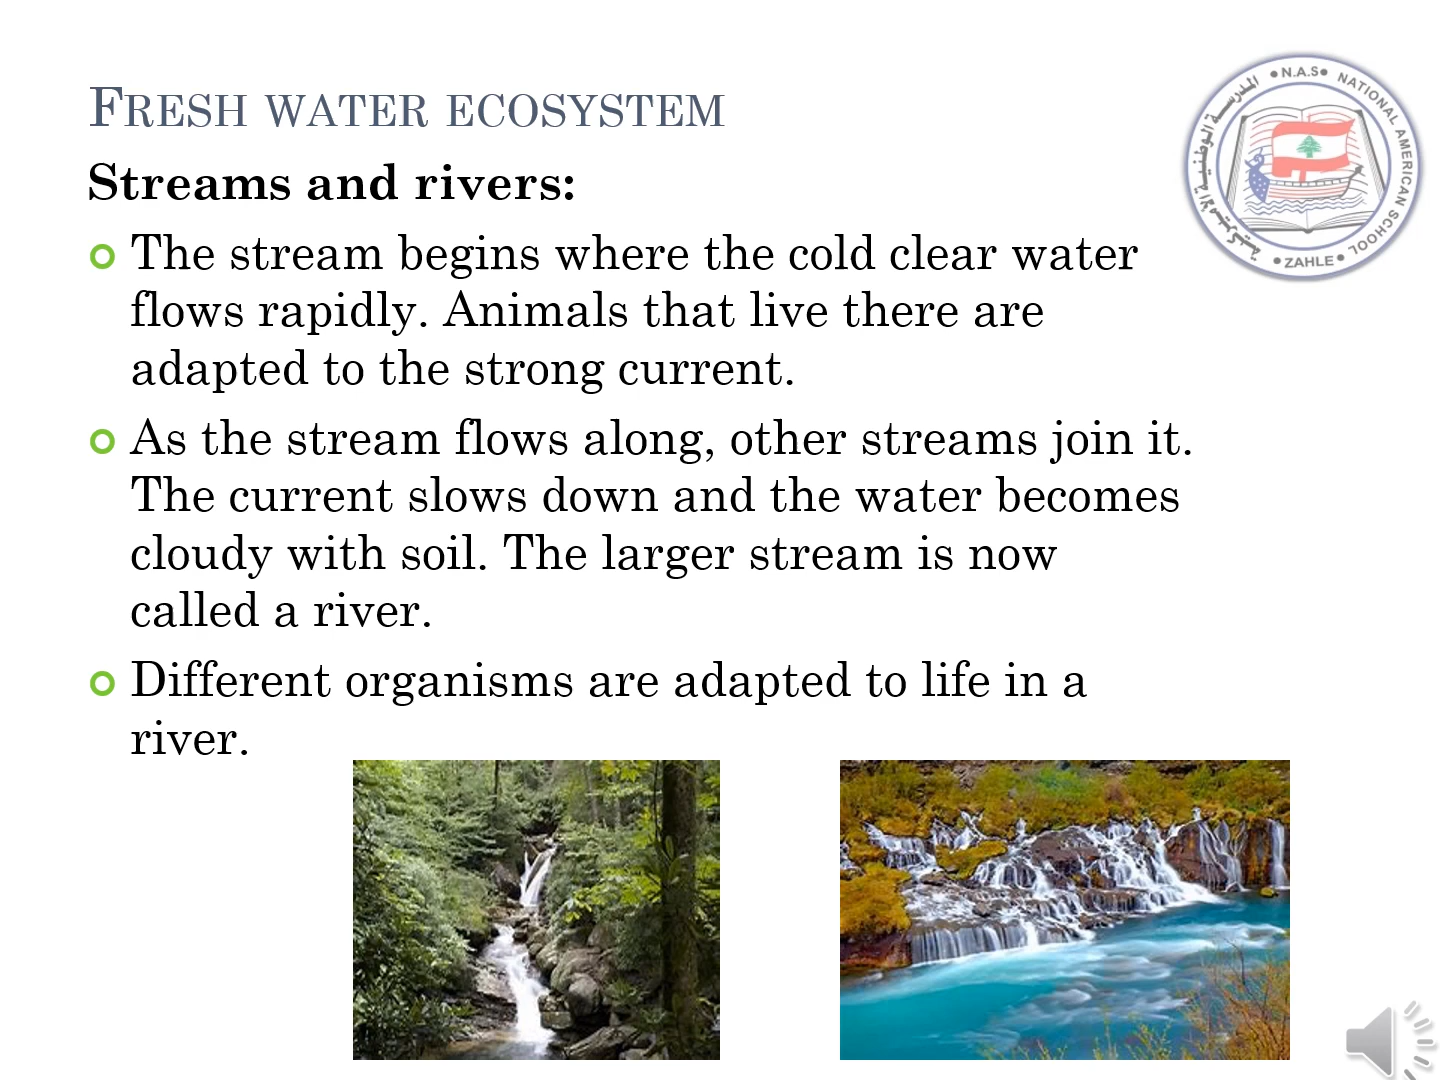 FRESH WATER ECOSYSTEM
Streams and rivers:
The stream begins where the cold clear water
flows rapidly. Animals that live there are
adapted to the strong current.
As the stream flows along, other streams join it.
The current slows down and the water becomes
cloudy with soil. The larger stream is now
called a river.
Different organisms are adapted to life in a
river.
• N.A.S •
NATIONAL AMERICAN SCHOOL
• ZAHLE •
المدرسة الوطنية الاميركية